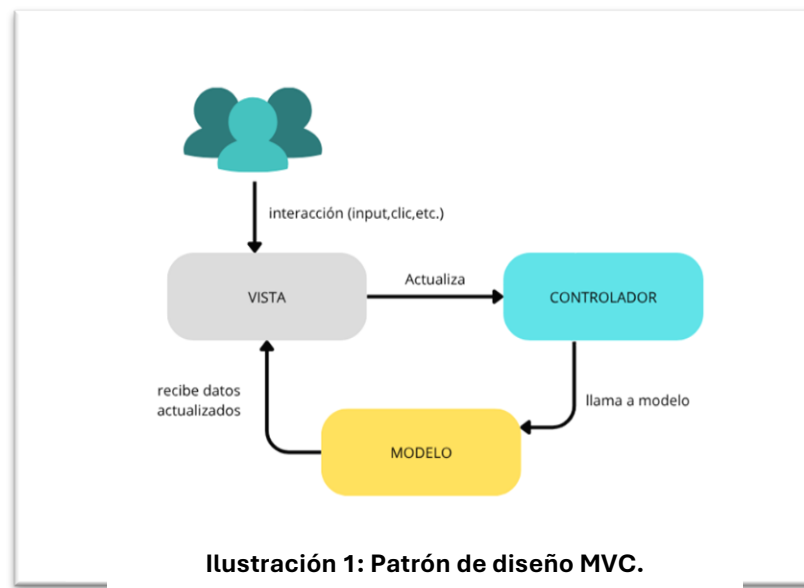 interacción (input,clic,etc.)
VISTA
Actualiza
CONTROLADOR
recibe datos
actualizados
llama a modelo
MODELO
Ilustración 1: Patrón de diseño MVC.